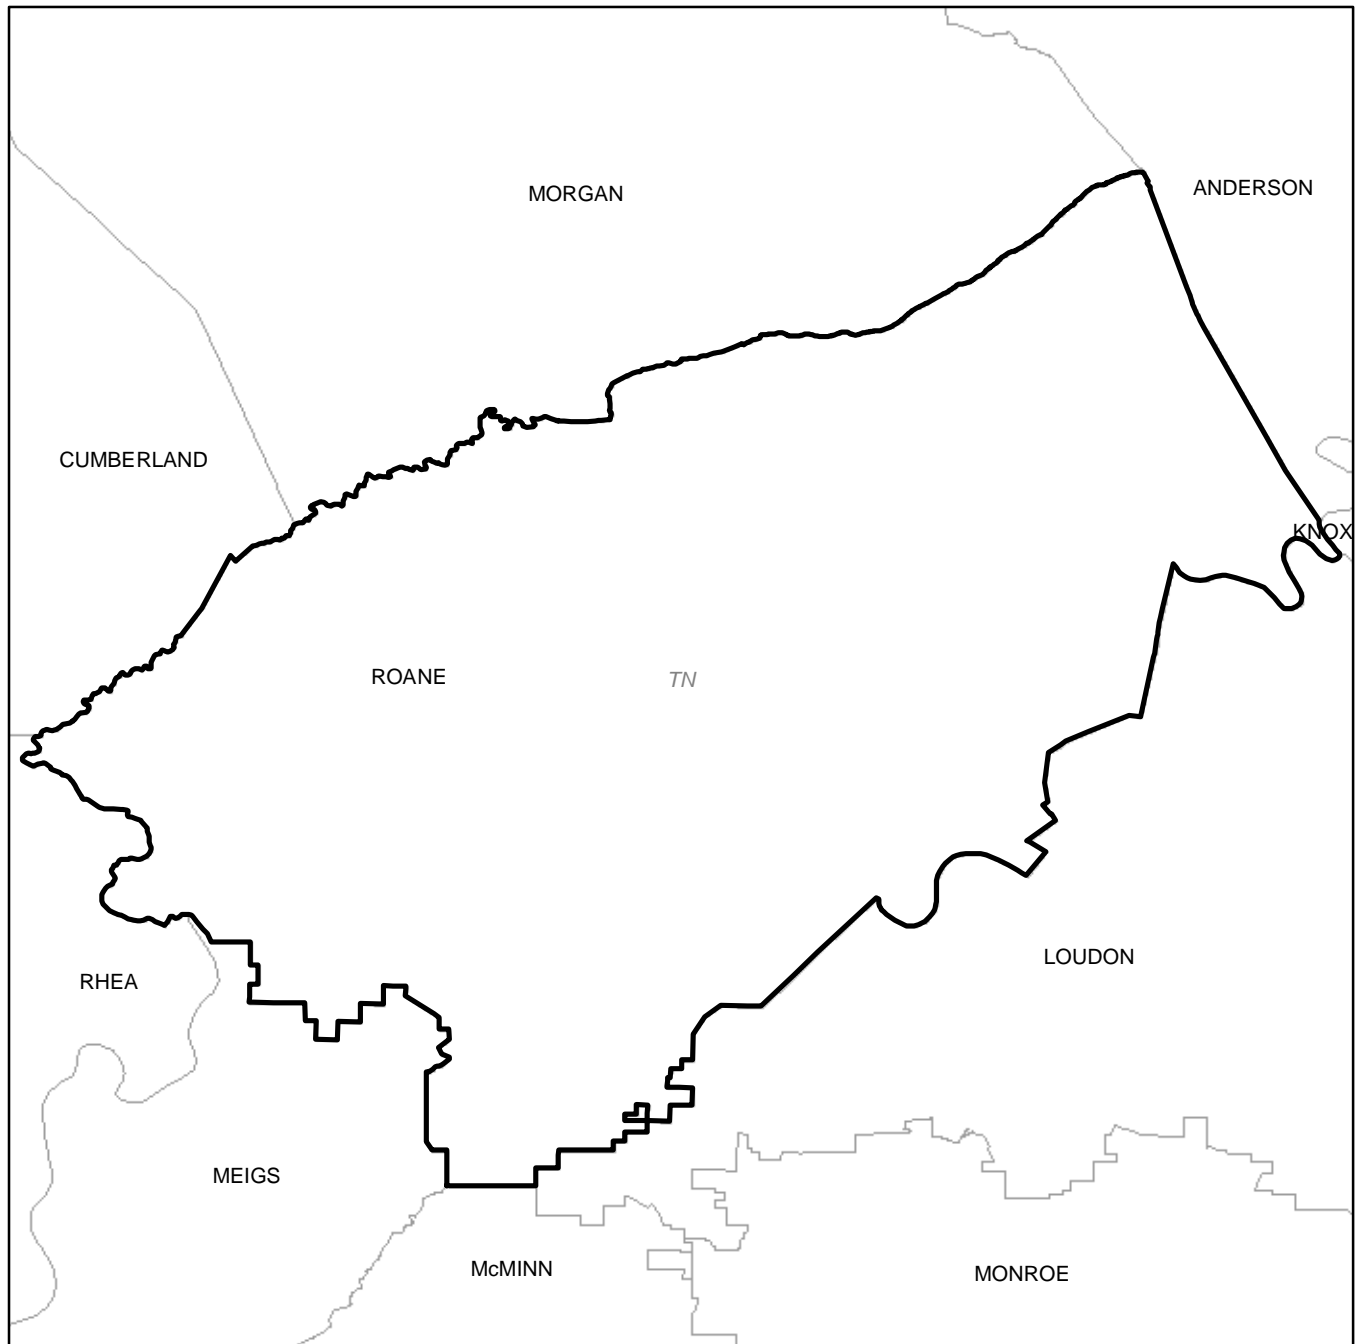 ANDERSON
MORGAN
CUMBERLAND
KNOX
ROANE
TN
LOUDON
RHEA
MEIGS
McMINN
MONROE